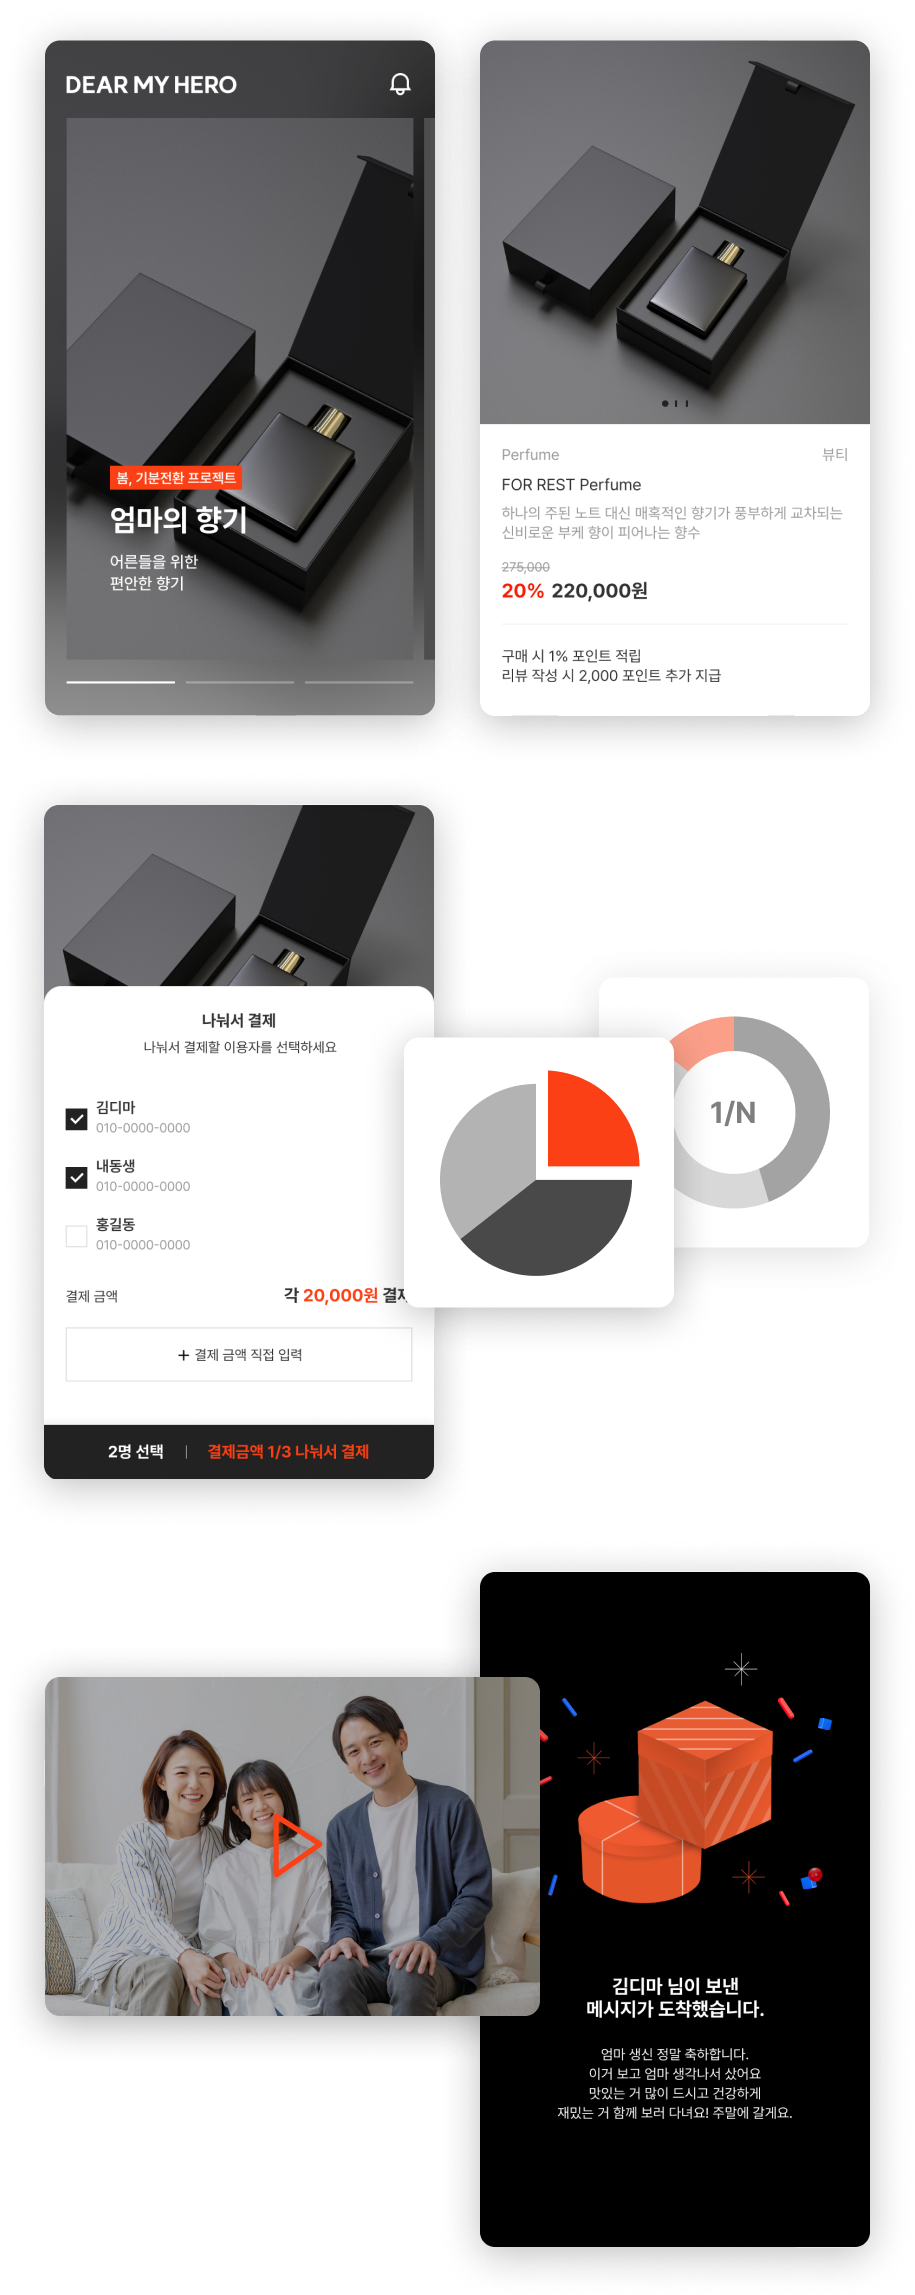 DEAR MY HERO
봄, 기분전환 프로젝트
엄마의 향기
어른들을 위한
편안한 향기
Perfume 뷰티
FOR REST Perfume
하나의 주된 노트 대신 매혹적인 향기가 풍부하게 교차되는
신비로운 부케 향이 피어나는 향수
275,000
20% 220,000원
구매 시 1% 포인트 적립
리뷰 작성 시 2,000 포인트 추가 지급
나눠서 결제
나눠서 결제할 이용자를 선택하세요
김디마
010-0000-0000
내동생
010-0000-0000
홍길동
010-0000-0000
결제 금액 각 20,000원 결제
+ 결제 금액 직접 입력
2명 선택 | 결제금액 1/3 나눠서 결제
1/N
김디마 님이 보낸
메시지가 도착했습니다.
엄마 생신 정말 축하합니다.
이거 보고 엄마 생각나서 샀어요
맛있는 거 많이 드시고 건강하게
재밌는 거 함께 보러 다녀요! 주말에 갈게요.